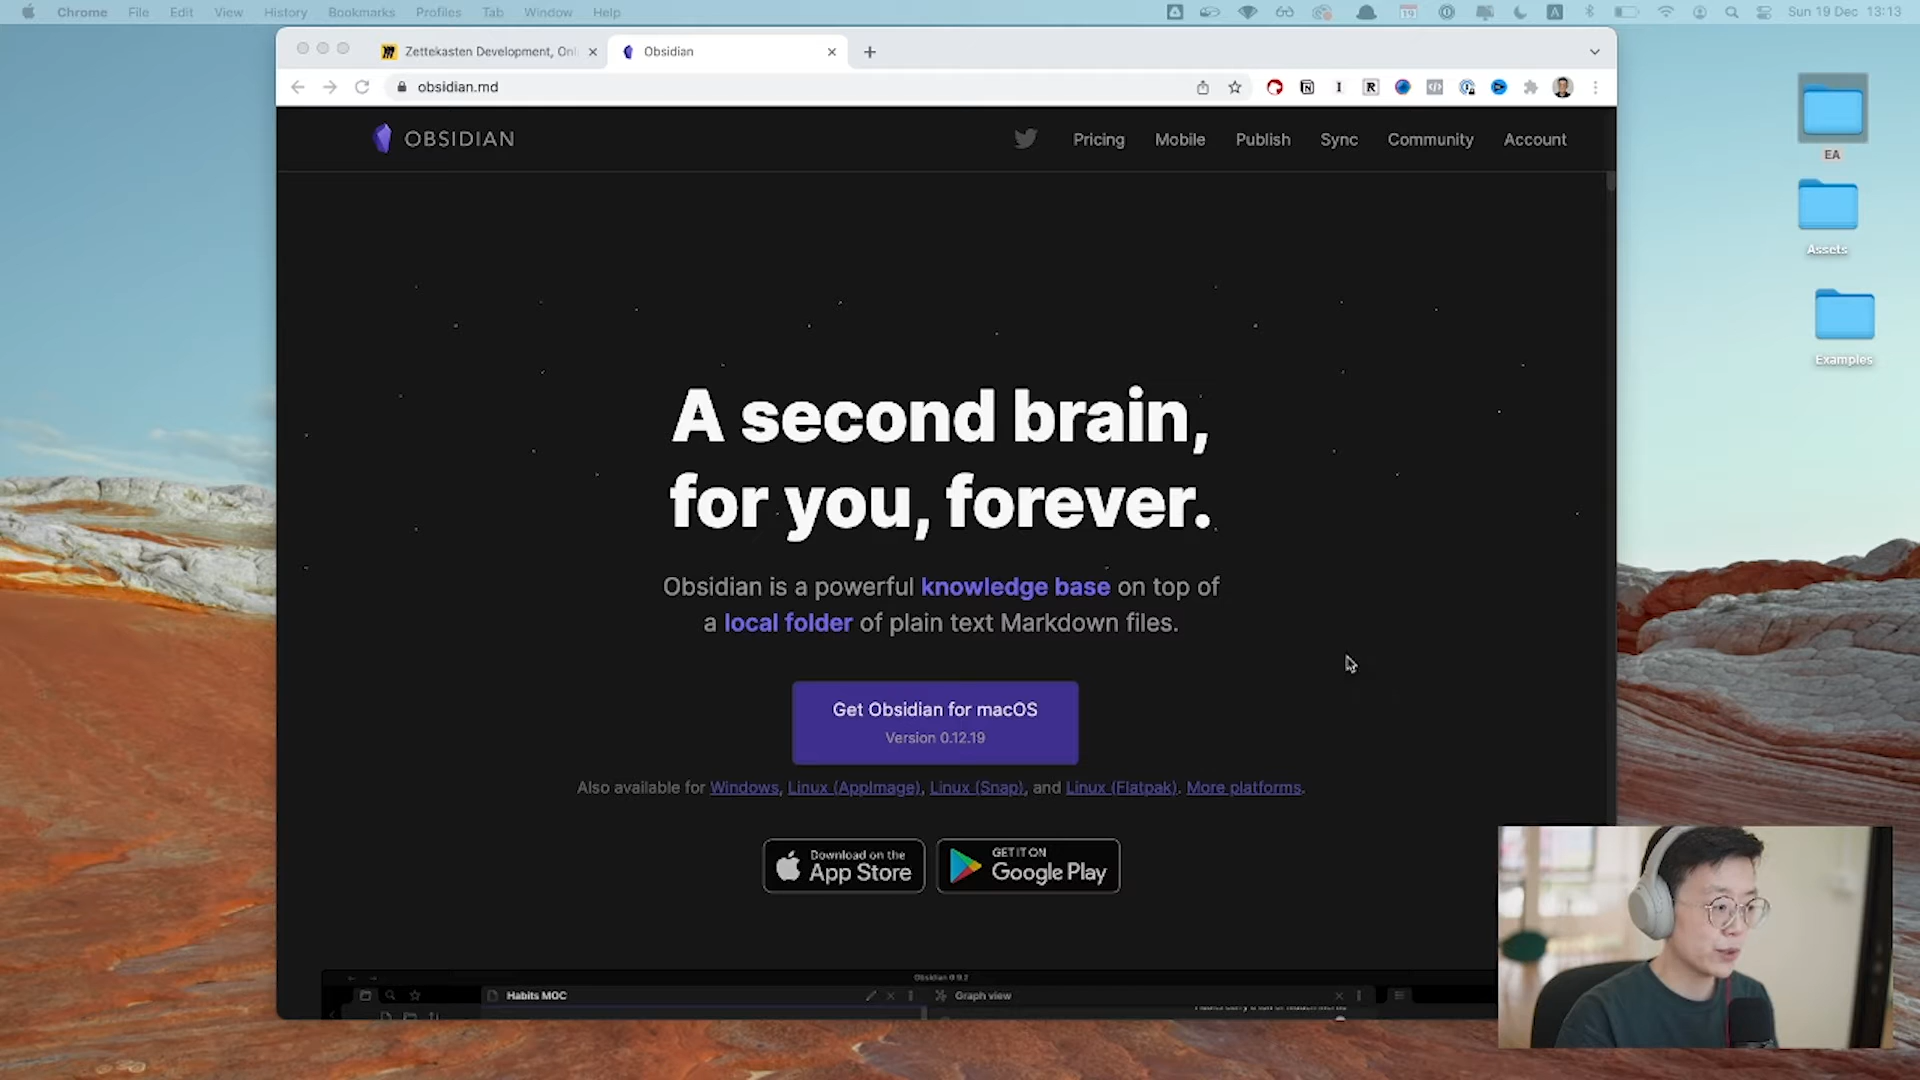 Chrome File Edit View History Bookmarks Profiles Tab Window Help
19
A
Sun 19 Dec 13:13
Zettekasten Development, Onl
Obsidian
obsidian.md
OBSIDIAN
Pricing Mobile Publish Sync Community Account
EA
Assets
Examples
A second brain,
for you, forever.
Obsidian is a powerful knowledge base on top of
a local folder of plain text Markdown files.
Get Obsidian for macOS
Version 0.12.19
Also available for Windows, Linux (AppImage), Linux (Snap), and Linux (Flatpak). More platforms.
Download on the
App Store
GET IT ON
Google Play
Habits MOC
Graph view